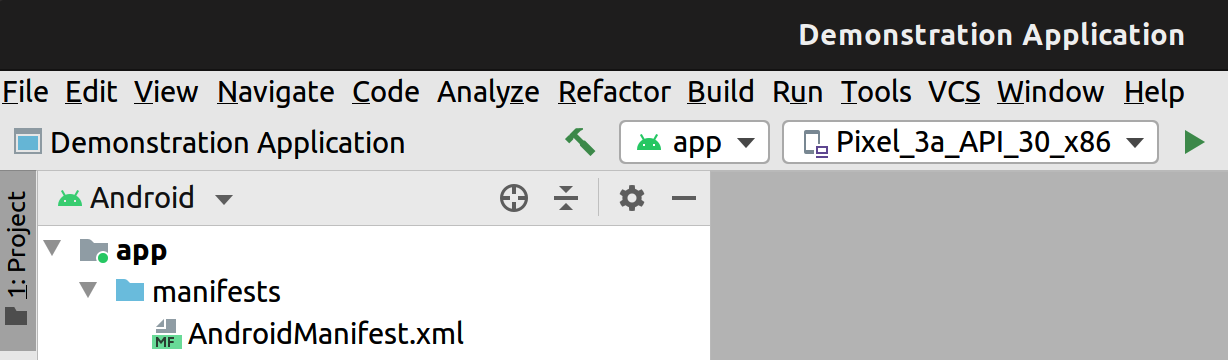 Demonstration Application
File Edit View Navigate Code Analyze Refactor Build Run Tools VCS Window Help
Demonstration Application app Pixel_3a_API_30_x86
Android
1: Project
app
manifests
MF AndroidManifest.xml